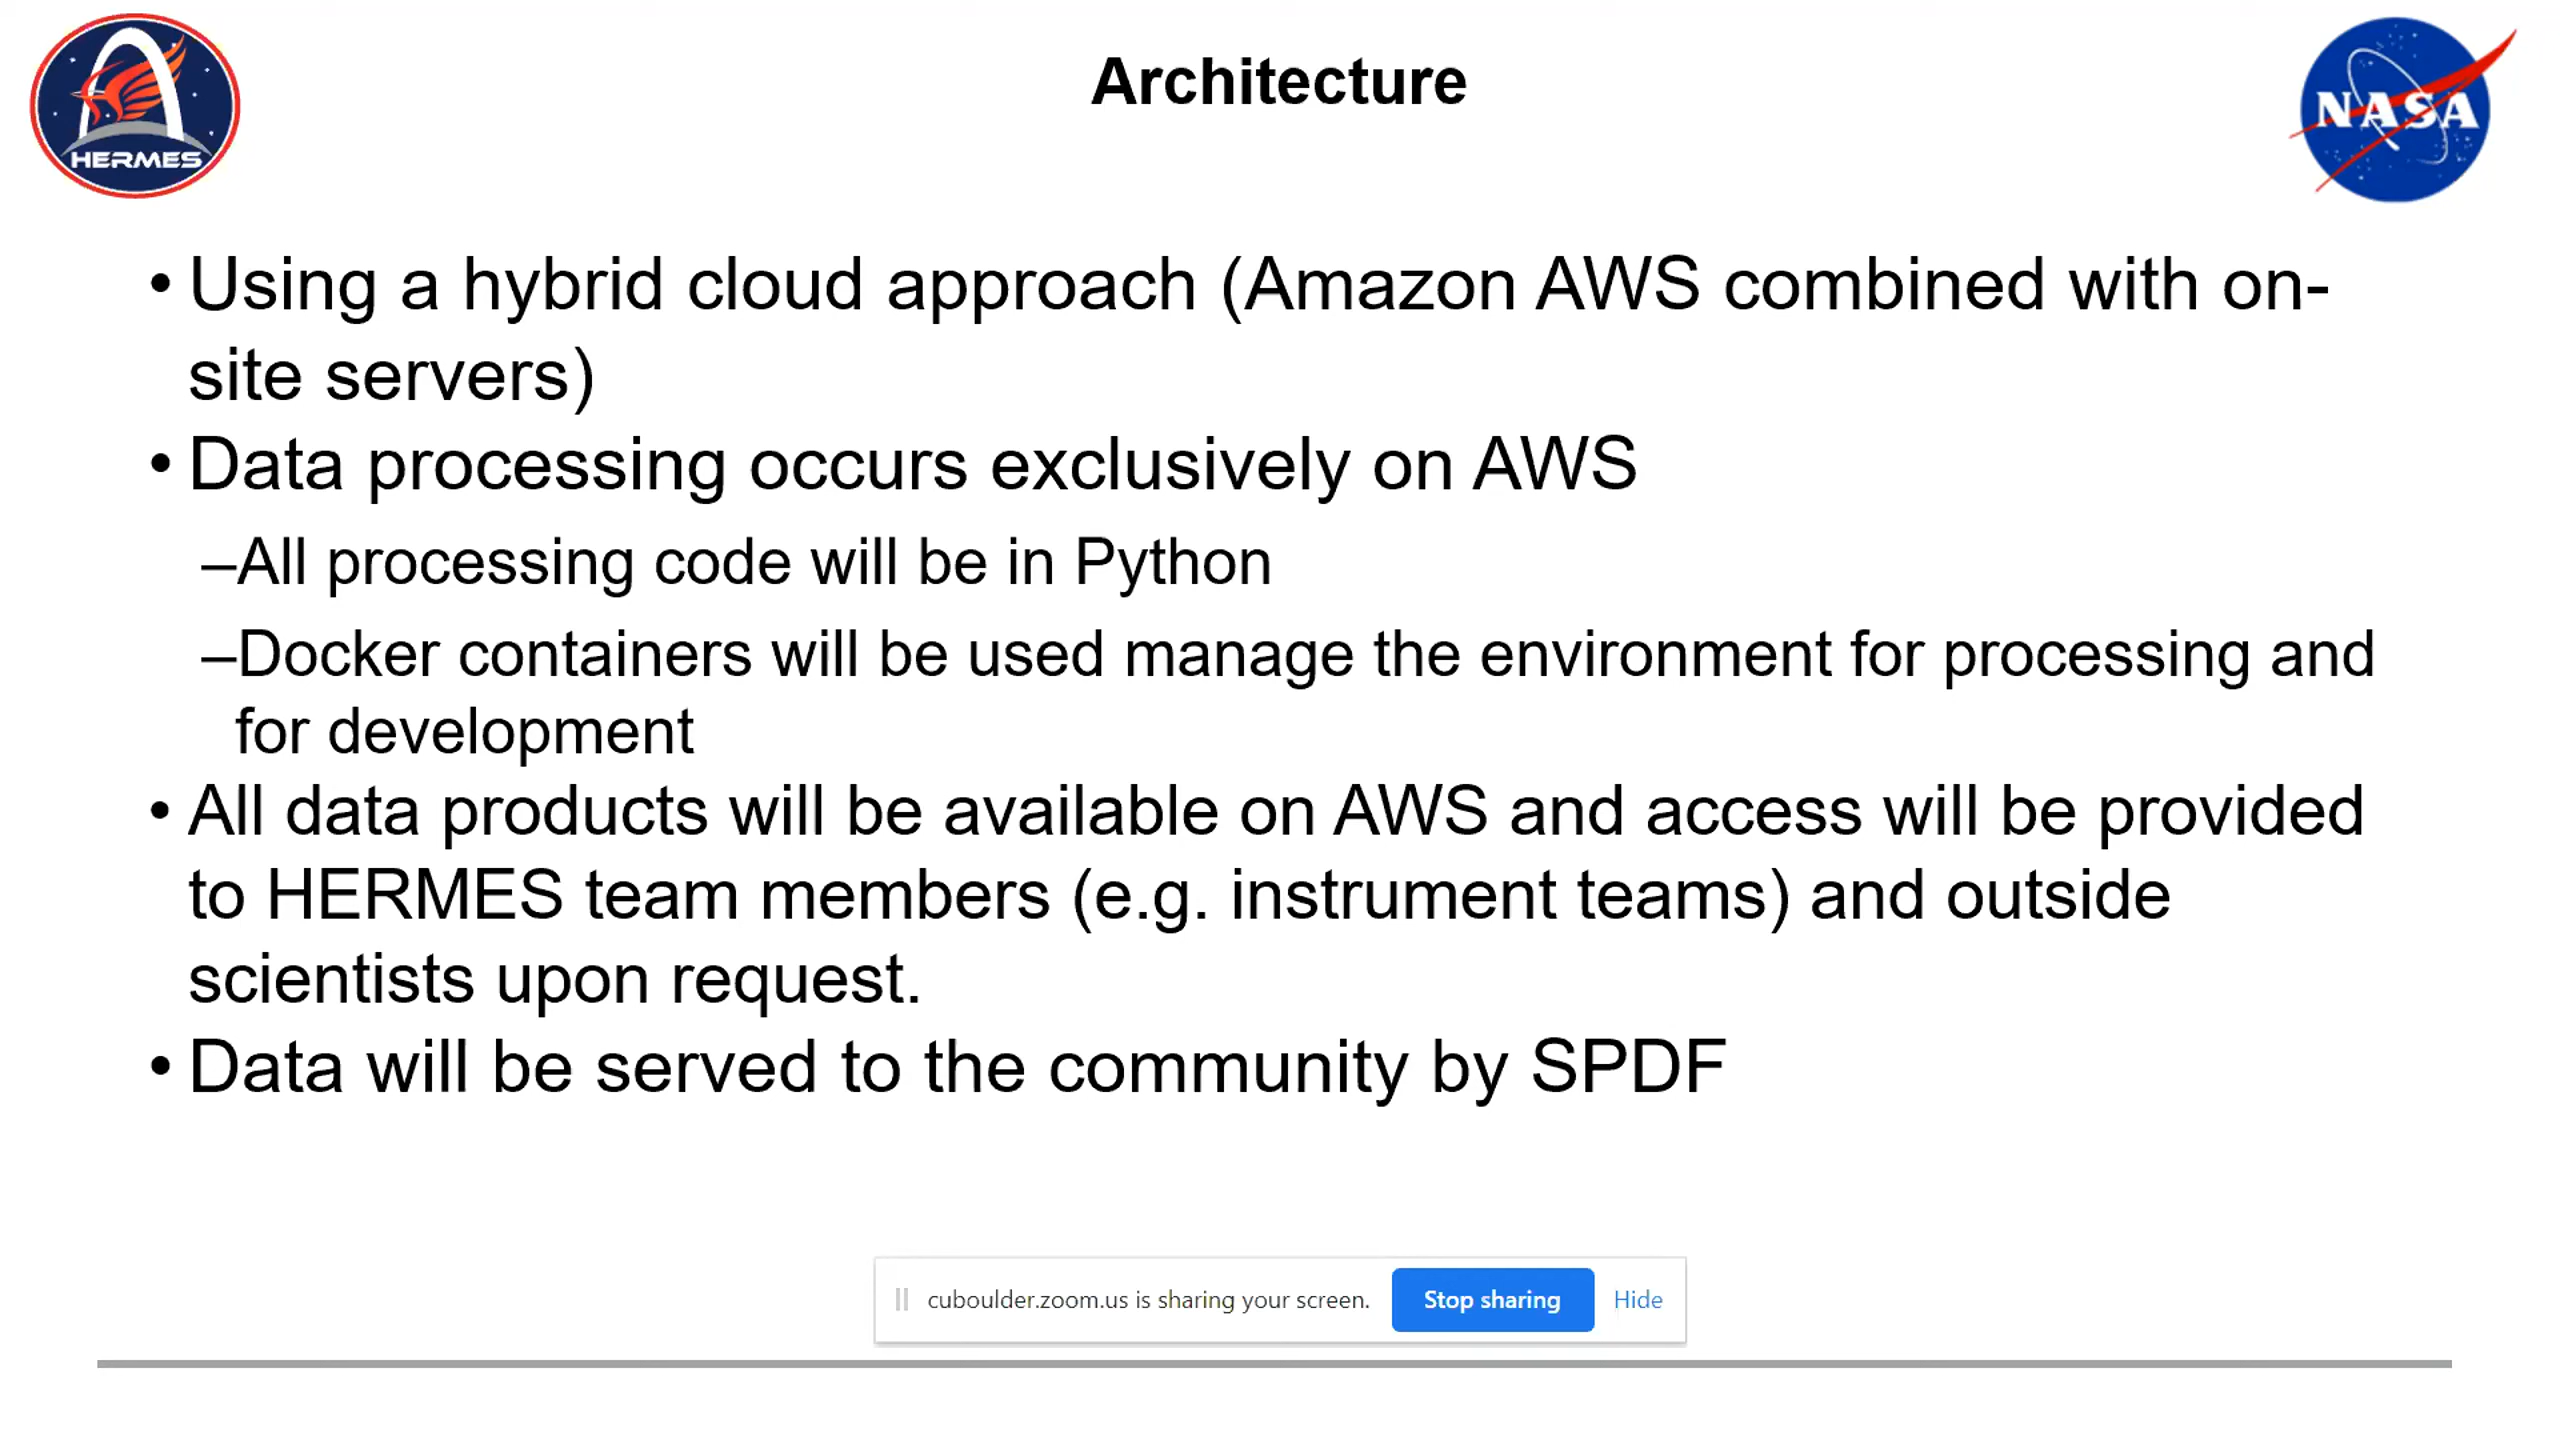 HERMES
Architecture
NASA
• Using a hybrid cloud approach (Amazon AWS combined with on-
site servers)
• Data processing occurs exclusively on AWS
–All processing code will be in Python
–Docker containers will be used manage the environment for processing and
for development
• All data products will be available on AWS and access will be provided
to HERMES team members (e.g. instrument teams) and outside
scientists upon request.
• Data will be served to the community by SPDF
cuboulder.zoom.us is sharing your screen. Stop sharing Hide